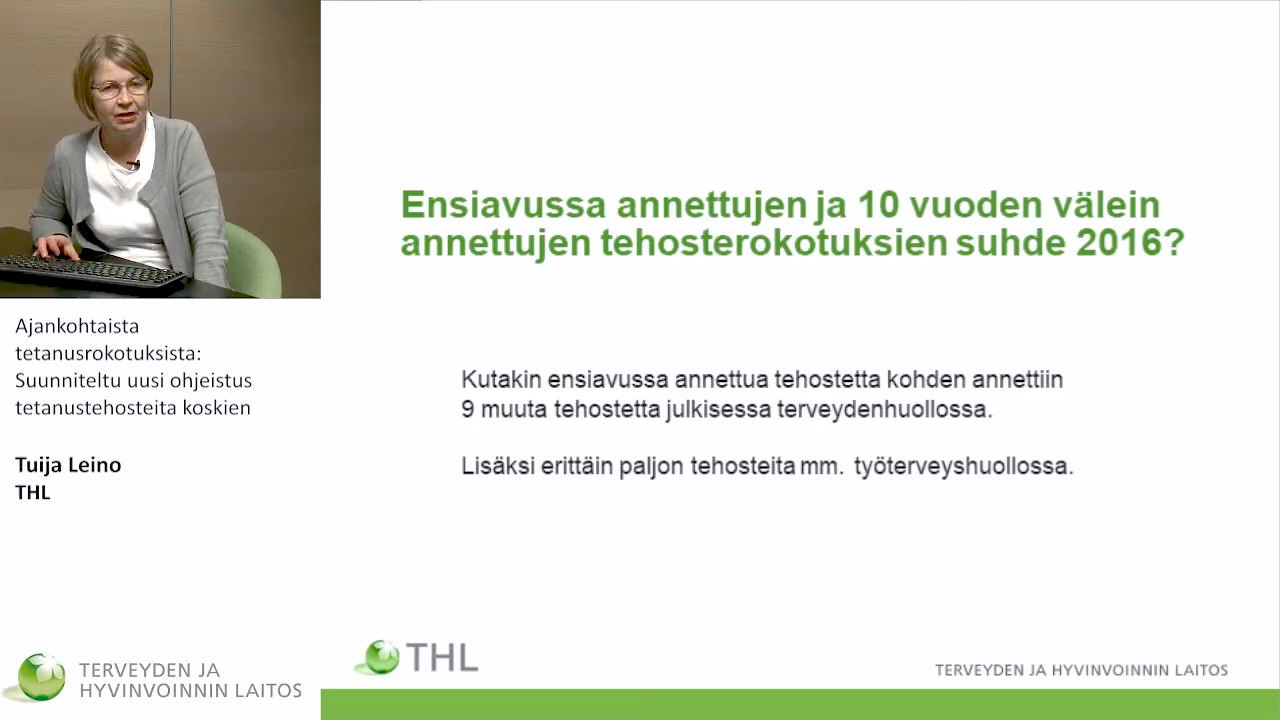 Ensiavussa annettujen ja 10 vuoden välein
annettujen tehosterokotuksien suhde 2016?
Kutakin ensiavussa annettua tehostetta kohden annettiin
9 muuta tehostetta julkisessa terveydenhuollossa.
Lisäksi erittäin paljon tehosteita mm. työterveyshuollossa.
Ajankohtaista
tetanusrokotuksista:
Suunniteltu uusi ohjeistus
tetanustehosteita koskien
Tuija Leino
THL
TERVEYDEN JA
HYVINVOINNIN LAITOS
THL
TERVEYDEN JA HYVINVOINNIN LAITOS